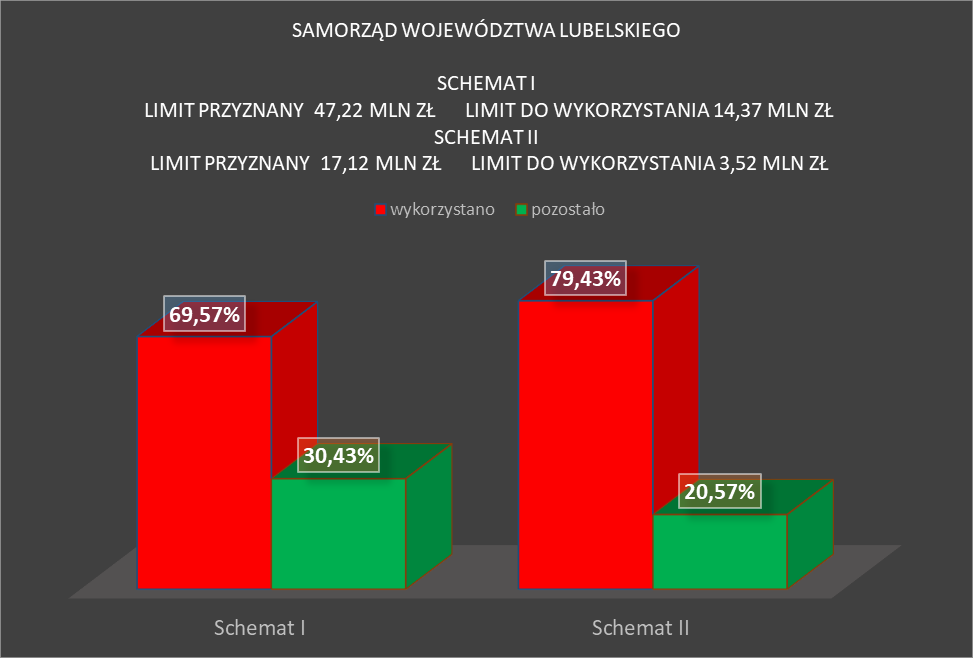 SAMORZĄD WOJEWÓDZTWA LUBELSKIEGO
SCHEMAT I
LIMIT PRZYZNANY 47,22 MLN ZŁ LIMIT DO WYKORZYSTANIA 14,37 MLN ZŁ
SCHEMAT II
LIMIT PRZYZNANY 17,12 MLN ZŁ LIMIT DO WYKORZYSTANIA 3,52 MLN ZŁ
wykorzystano pozostało
69,57%
30,43%
79,43%
20,57%
Schemat I
Schemat II